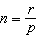 n = r/p